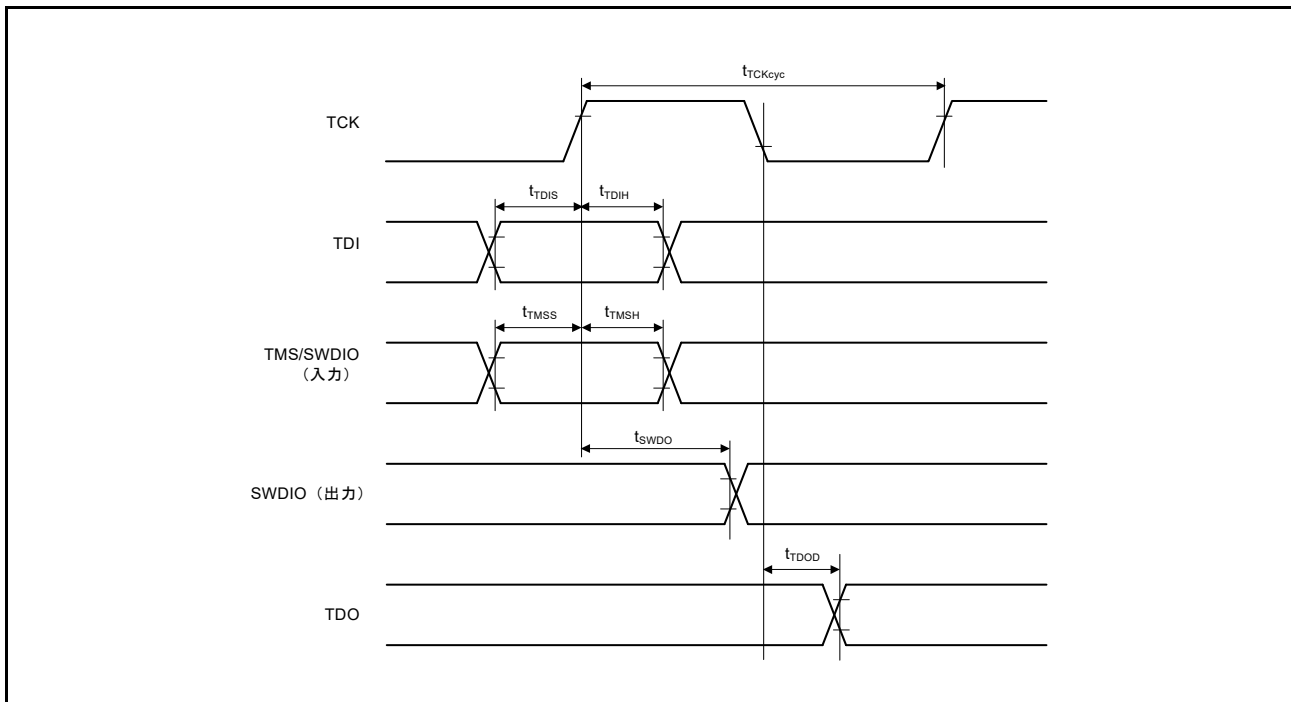 tTCKcyc
TCK
tTDIS
tTDIH
TDI
tTMSS
tTMSH
TMS/SWDIO
（入力）
tSWDO
SWDIO（出力）
tTDOD
TDO